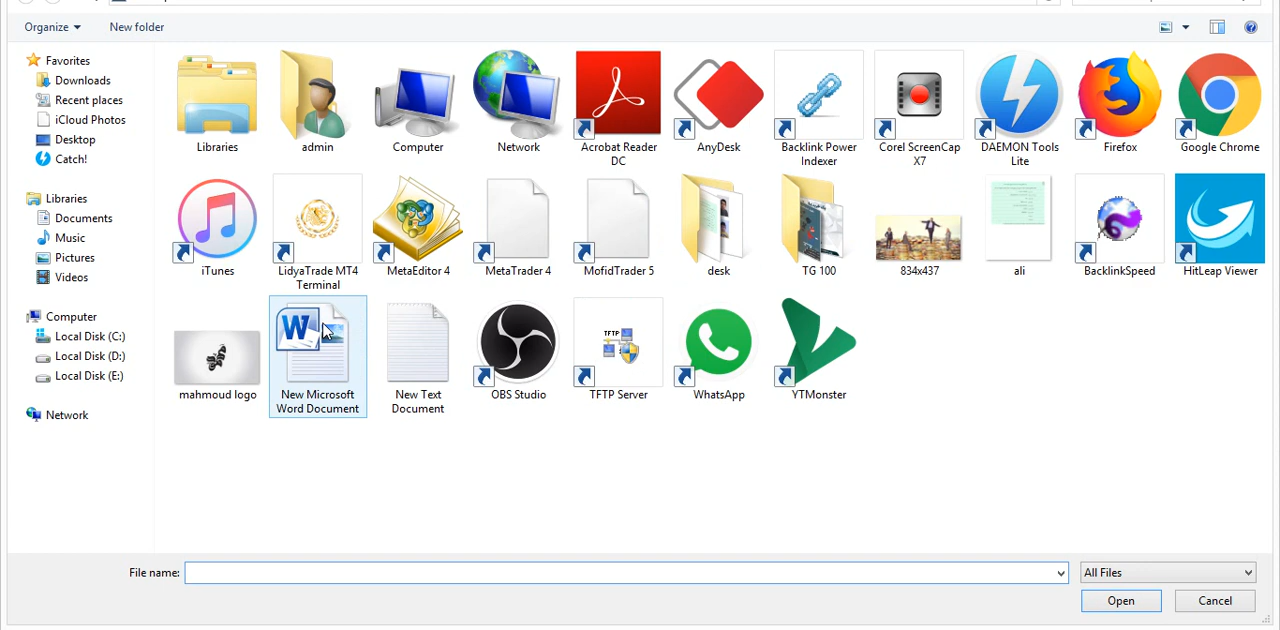 Organize
New folder
Favorites
Downloads
Recent places
iCloud Photos
Desktop
Catch!
Libraries
Documents
Music
Pictures
Videos
Computer
Local Disk (C:)
Local Disk (D:)
Local Disk (E:)
Network
Libraries
admin
Computer
Network
Acrobat Reader
DC
AnyDesk
Backlink Power
Indexer
Corel ScreenCap
X7
DAEMON Tools
Lite
Firefox
Google Chrome
iTunes
LidyaTrade MT4
Terminal
MetaEditor 4
MetaTrader 4
MofidTrader 5
desk
TG 100
834x437
ali
BacklinkSpeed
HitLeap Viewer
mahmoud logo
W
New Microsoft
Word Document
New Text
Document
OBS Studio
TFTP
TFTP Server
WhatsApp
YTMonster
File name:
All Files
Open
Cancel